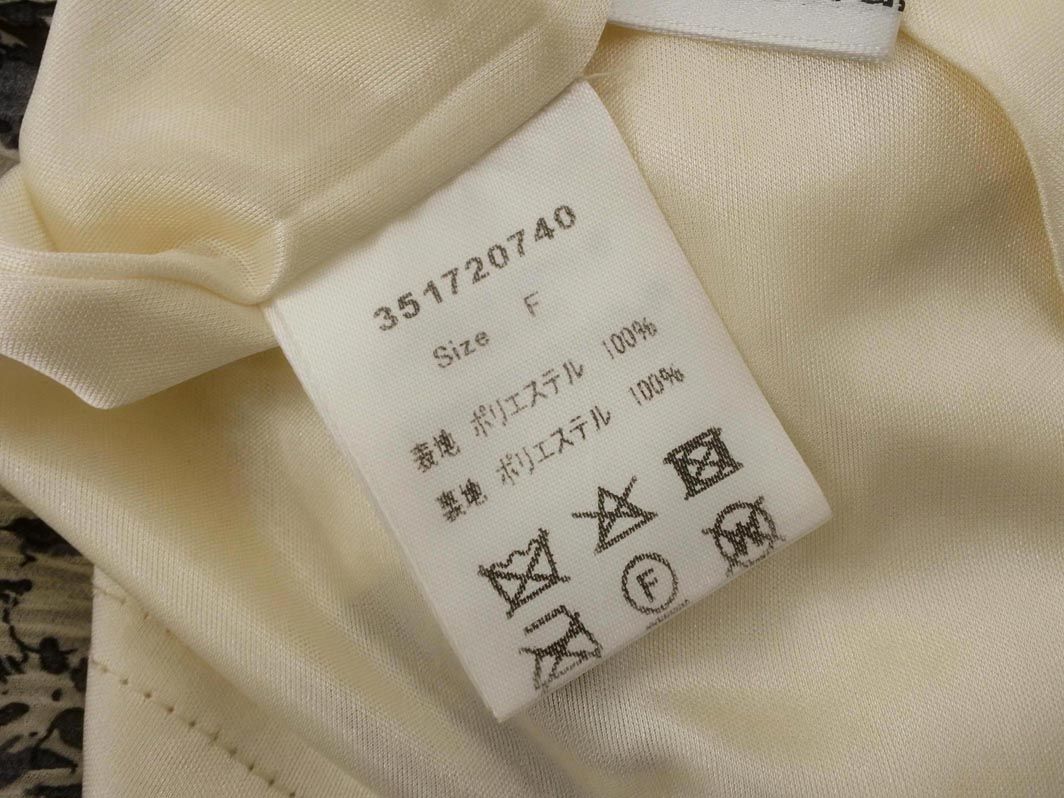 351720740
Size F
表地 ポリエステル 100%
裏地 ポリエステル 100%
F
W